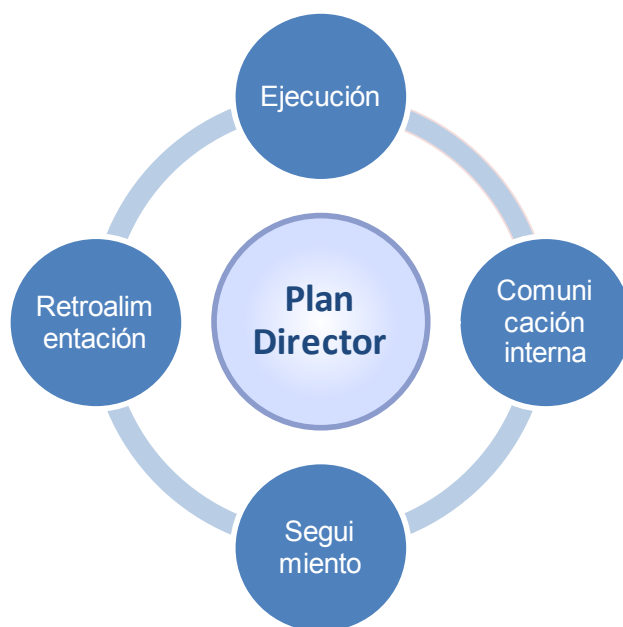 Ejecución
Retroalim
entación
Plan
Director
Comuni
cación
interna
Segui
miento